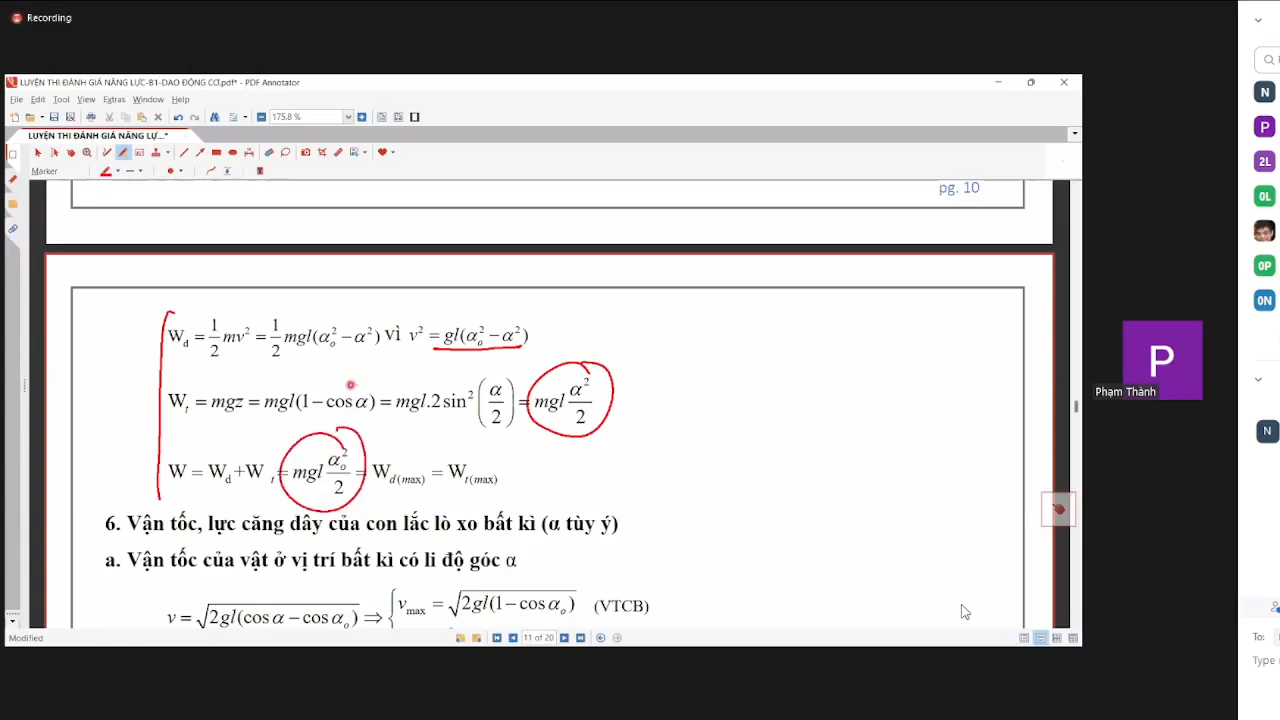 Recording
LUYỆN THI ĐÁNH GIÁ NĂNG LỰC-B1-DAO ĐỘNG CƠ.pdf* - PDF Annotator
File Edit Tool View Extras Window Help
175.8 %
LUYỆN THI ĐÁNH GIÁ NĂNG LỰ...*
Marker
pg. 10
W_d = 1/2 mv² = 1/2 mgl(α_o² − α²) vì v² = gl(α_o² − α²)
W_t = mgz = mgl(1 − cos α) = mgl.2sin²(α/2) = mgl α²/2
W = W_d + W_t = mgl α_o²/2 = W_d(max) = W_t(max)
6. Vận tốc, lực căng dây của con lắc lò xo bất kì (α tùy ý)
a. Vận tốc của vật ở vị trí bất kì có li độ góc α
v = √2gl(cos α − cos α_o) ⇒ { v_max = √2gl(1 − cos α_o) (VTCB)
Modified
11 of 20
P
Phạm Thành
N
P
2L
0L
0P
0N
N
To:
Type